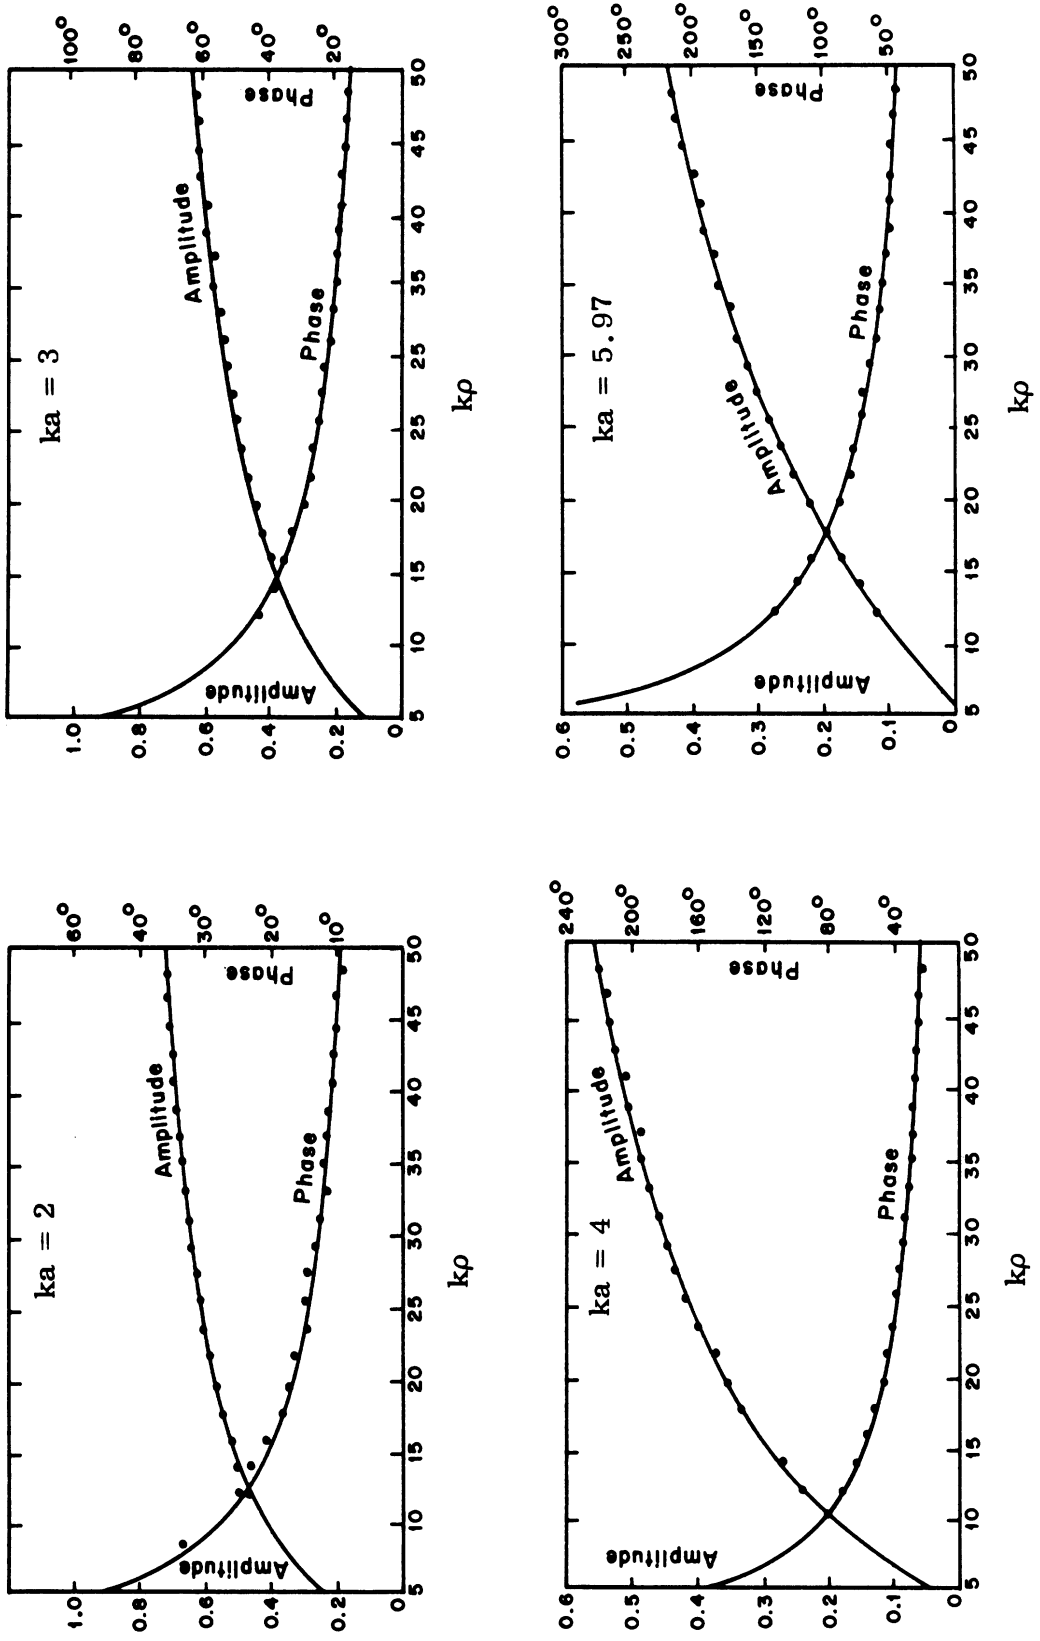 ka = 2
1.0
0.8
0.6
0.4
0.2
0
Amplitude
Amplitude
Phase
Phase
60°
40°
30°
20°
10°
5 10 15 20 25 30 35 40 45 50
kρ
ka = 3
1.0
0.8
0.6
0.4
0.2
0
Amplitude
Amplitude
Phase
Phase
100°
80°
60°
40°
20°
5 10 15 20 25 25 35 40 45 50
kρ
ka = 4
0.6
0.5
0.4
0.3
0.2
0.1
0
Amplitude
Amplitude
Phase
Phase
240°
200°
160°
120°
80°
40°
5 10 15 20 25 30 35 40 45 50
kρ
ka = 5.97
0.6
0.5
0.4
0.3
0.2
0.1
0
Amplitude
Amplitude
Phase
Phase
300°
250°
200°
150°
100°
50°
5 10 15 20 25 30 35 40 45 50
kρ